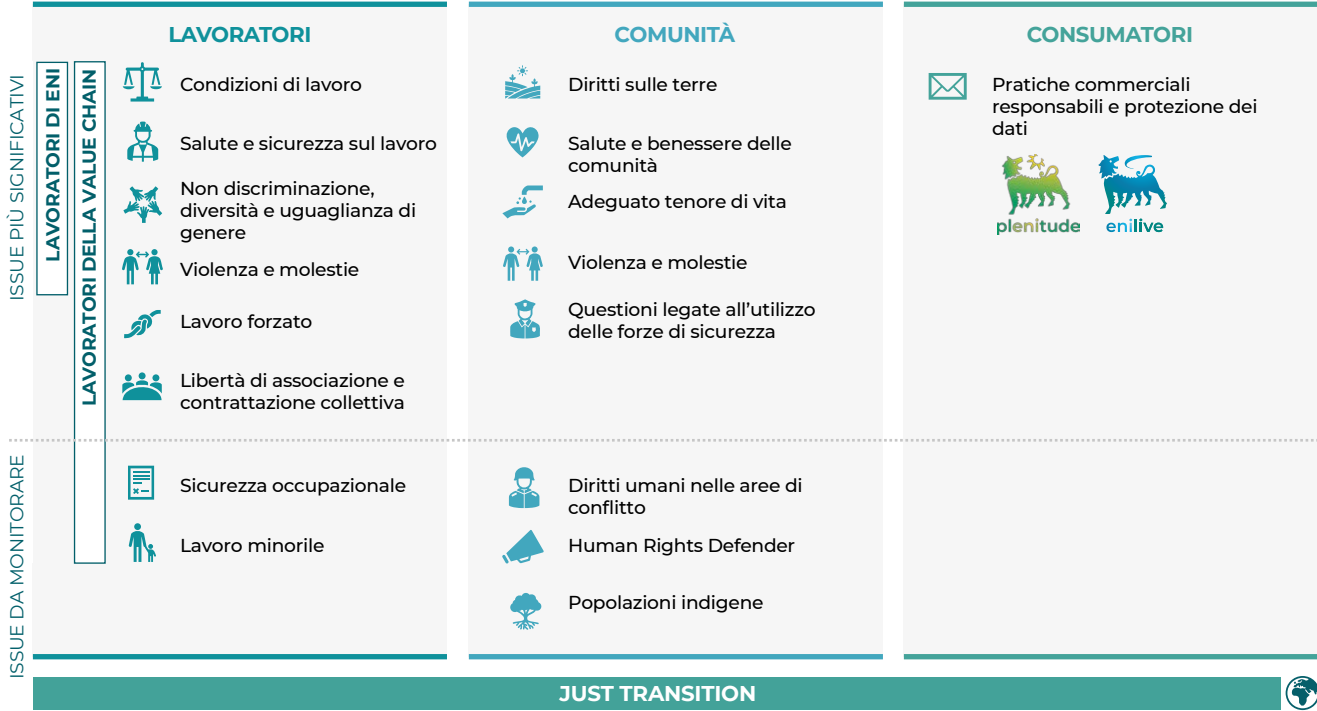 LAVORATORI
ISSUE PIÙ SIGNIFICATIVI
LAVORATORI DI ENI
LAVORATORI DELLA VALUE CHAIN
Condizioni di lavoro
Salute e sicurezza sul lavoro
Non discriminazione,
diversità e uguaglianza di
genere
Violenza e molestie
Lavoro forzato
Libertà di associazione e
contrattazione collettiva
ISSUE DA MONITORARE
Sicurezza occupazionale
Lavoro minorile
COMUNITÀ
Diritti sulle terre
Salute e benessere delle
comunità
Adeguato tenore di vita
Violenza e molestie
Questioni legate all’utilizzo
delle forze di sicurezza
Diritti umani nelle aree di
conflitto
Human Rights Defender
Popolazioni indigene
CONSUMATORI
Pratiche commerciali
responsabili e protezione dei
dati
plenitude
enilive
JUST TRANSITION